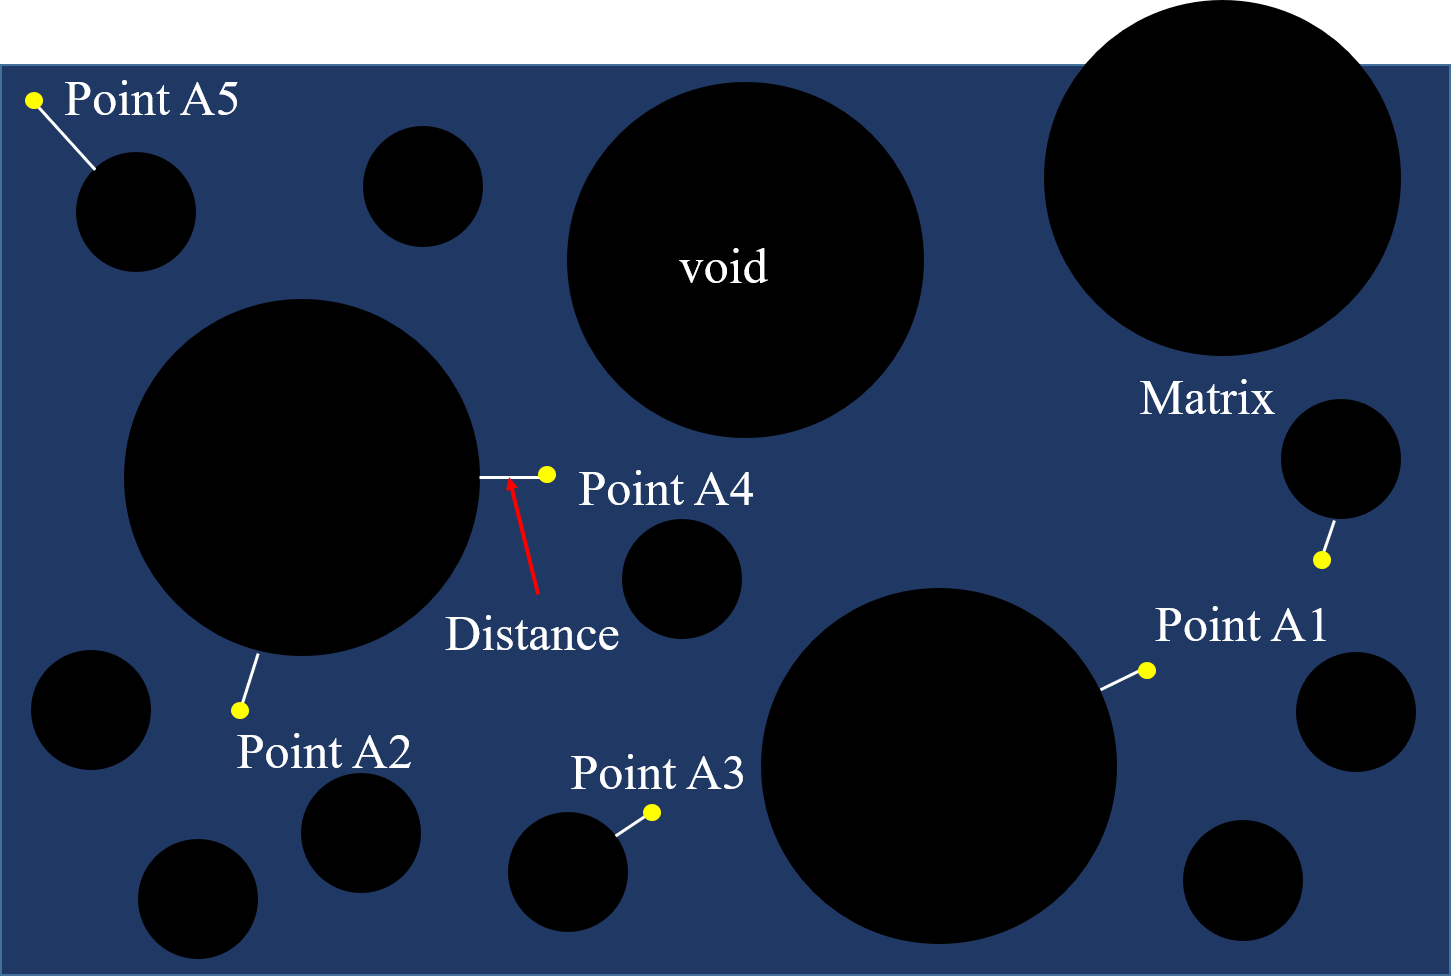 Point A5
void
Matrix
Point A4
Distance
Point A1
Point A2
Point A3